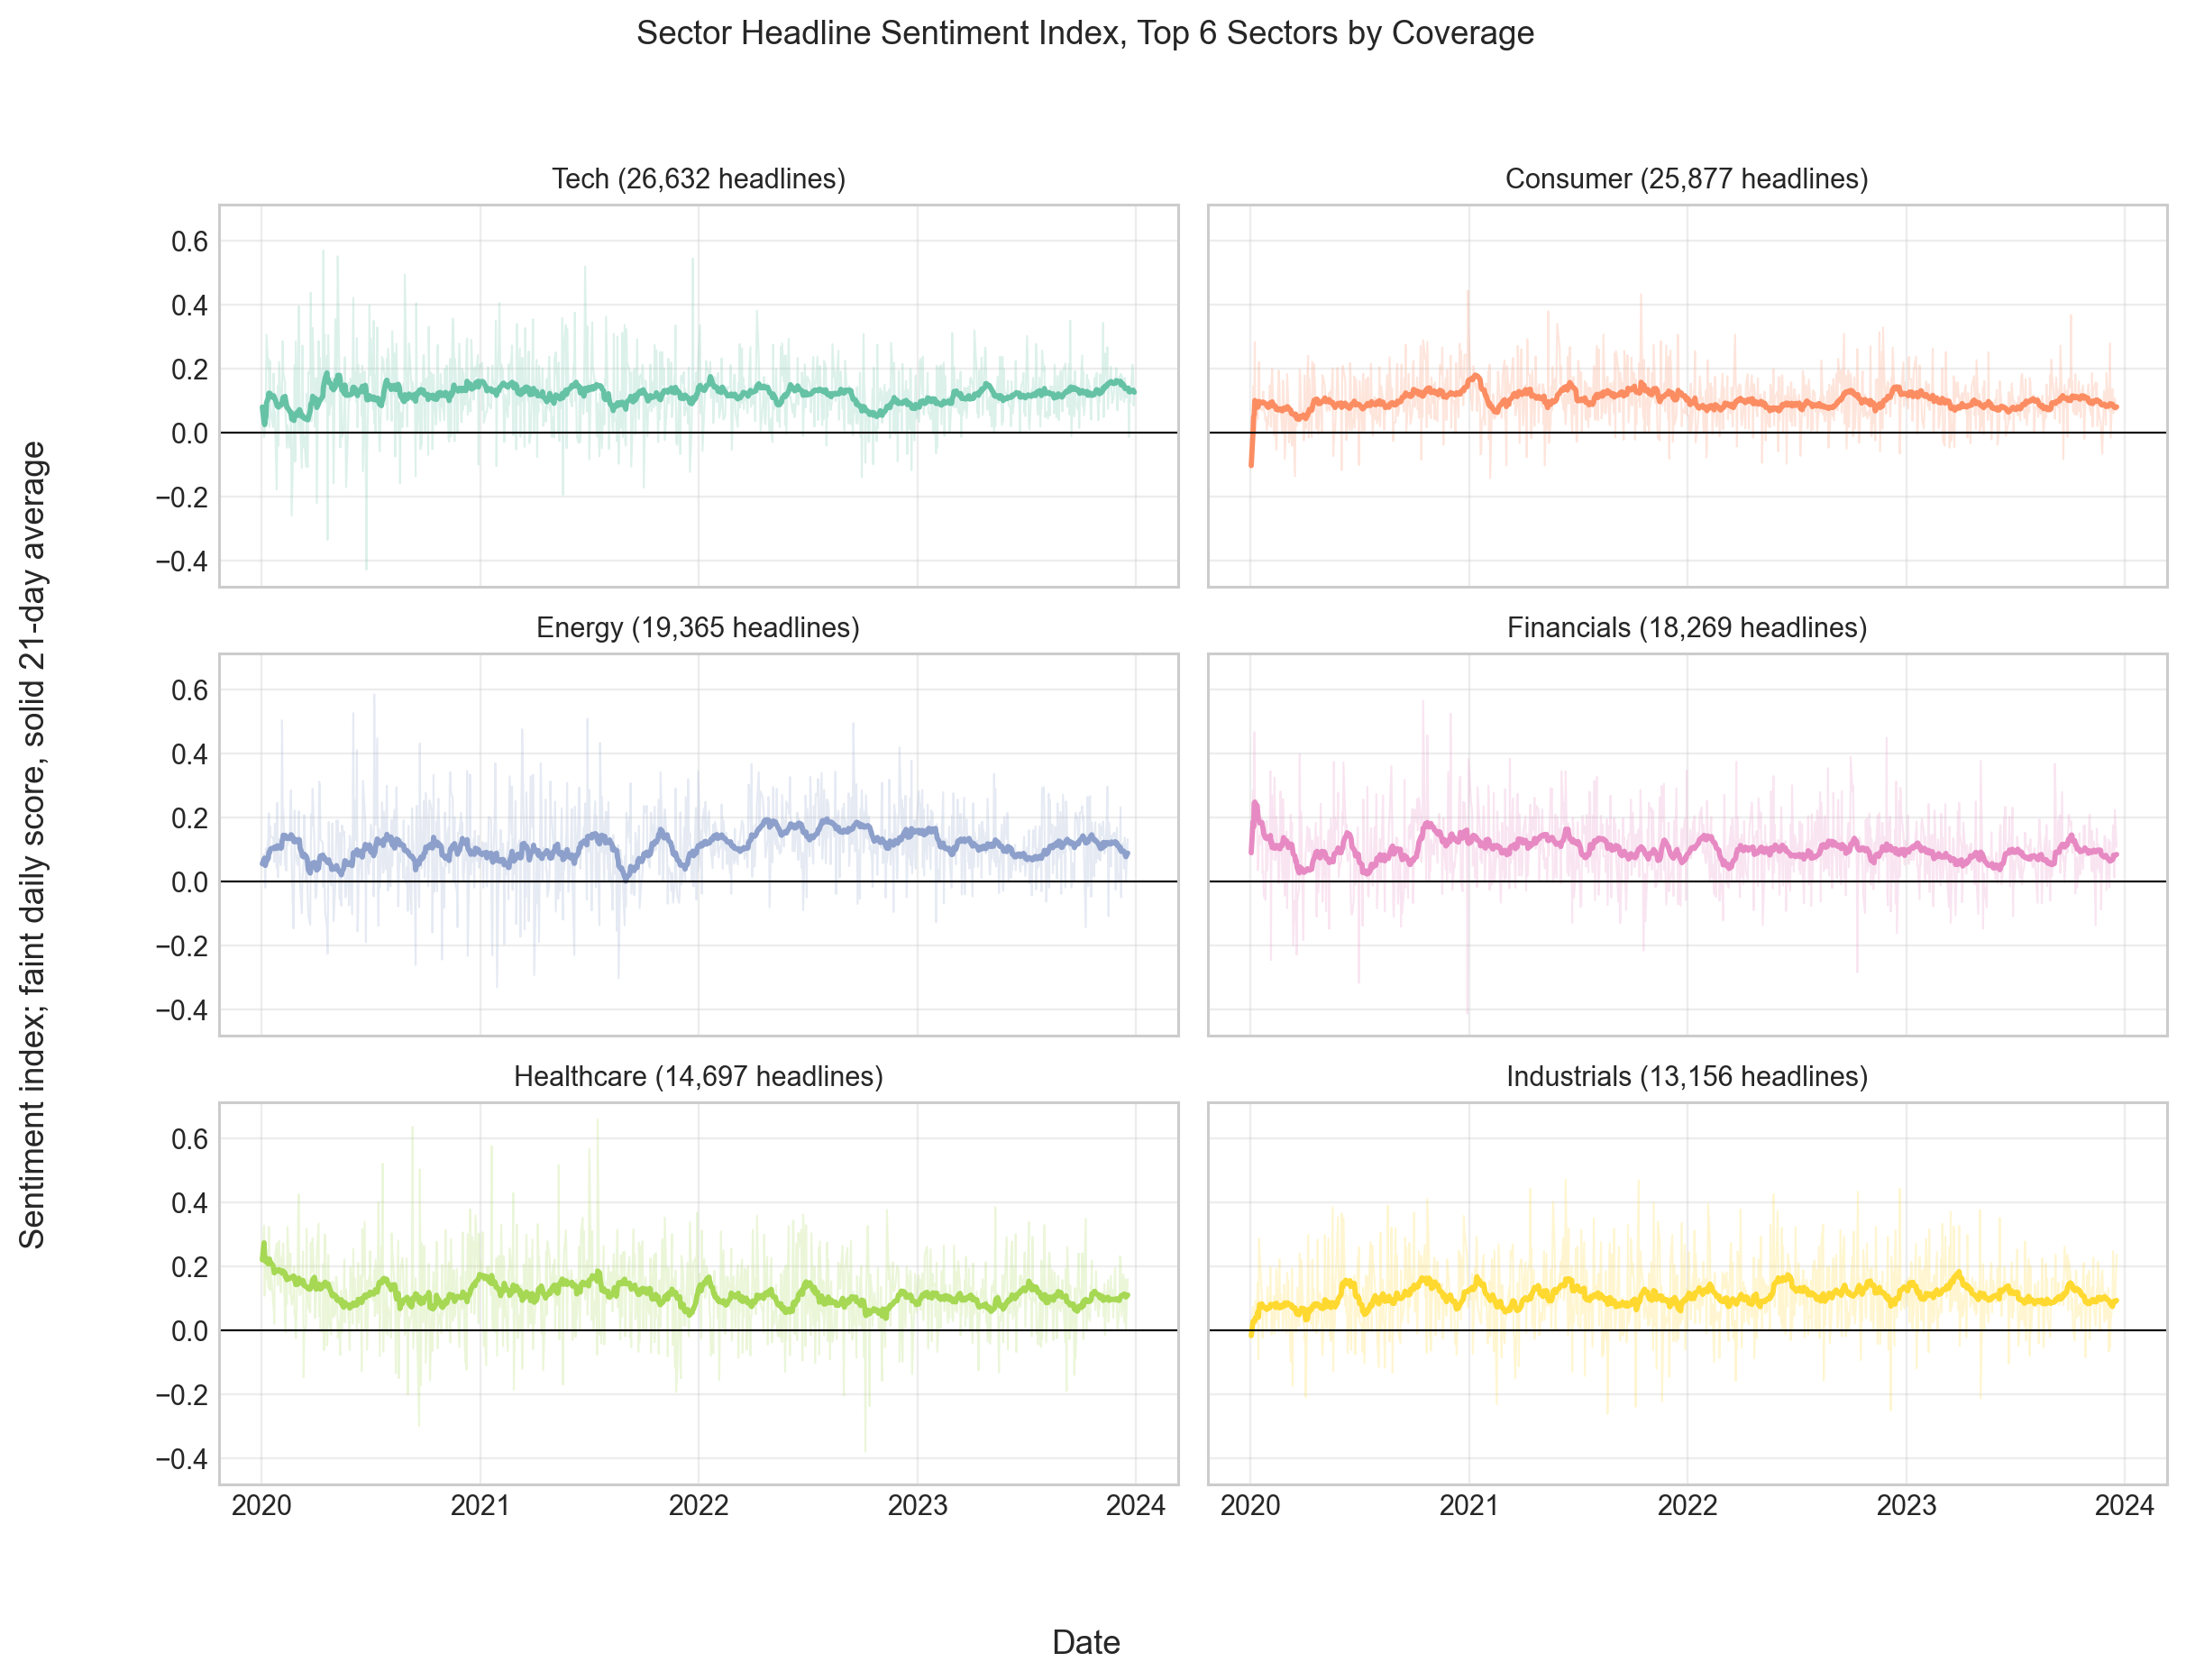 Sector Headline Sentiment Index, Top 6 Sectors by Coverage
Sentiment index; faint daily score, solid 21-day average
Tech (26,632 headlines)
0.6
0.4
0.2
0.0
−0.2
−0.4
Consumer (25,877 headlines)
Energy (19,365 headlines)
0.6
0.4
0.2
0.0
−0.2
−0.4
Financials (18,269 headlines)
Healthcare (14,697 headlines)
0.6
0.4
0.2
0.0
−0.2
−0.4
2020 2021 2022 2023 2024
Industrials (13,156 headlines)
2020 2021 2022 2023 2024
Date